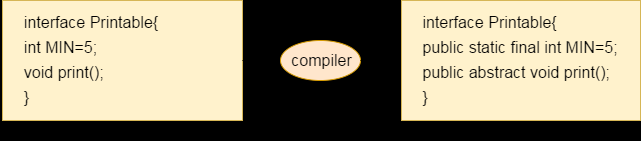 interface Printable{
int MIN=5;
void print();
}
compiler
interface Printable{
public static final int MIN=5;
public abstract void print();
}